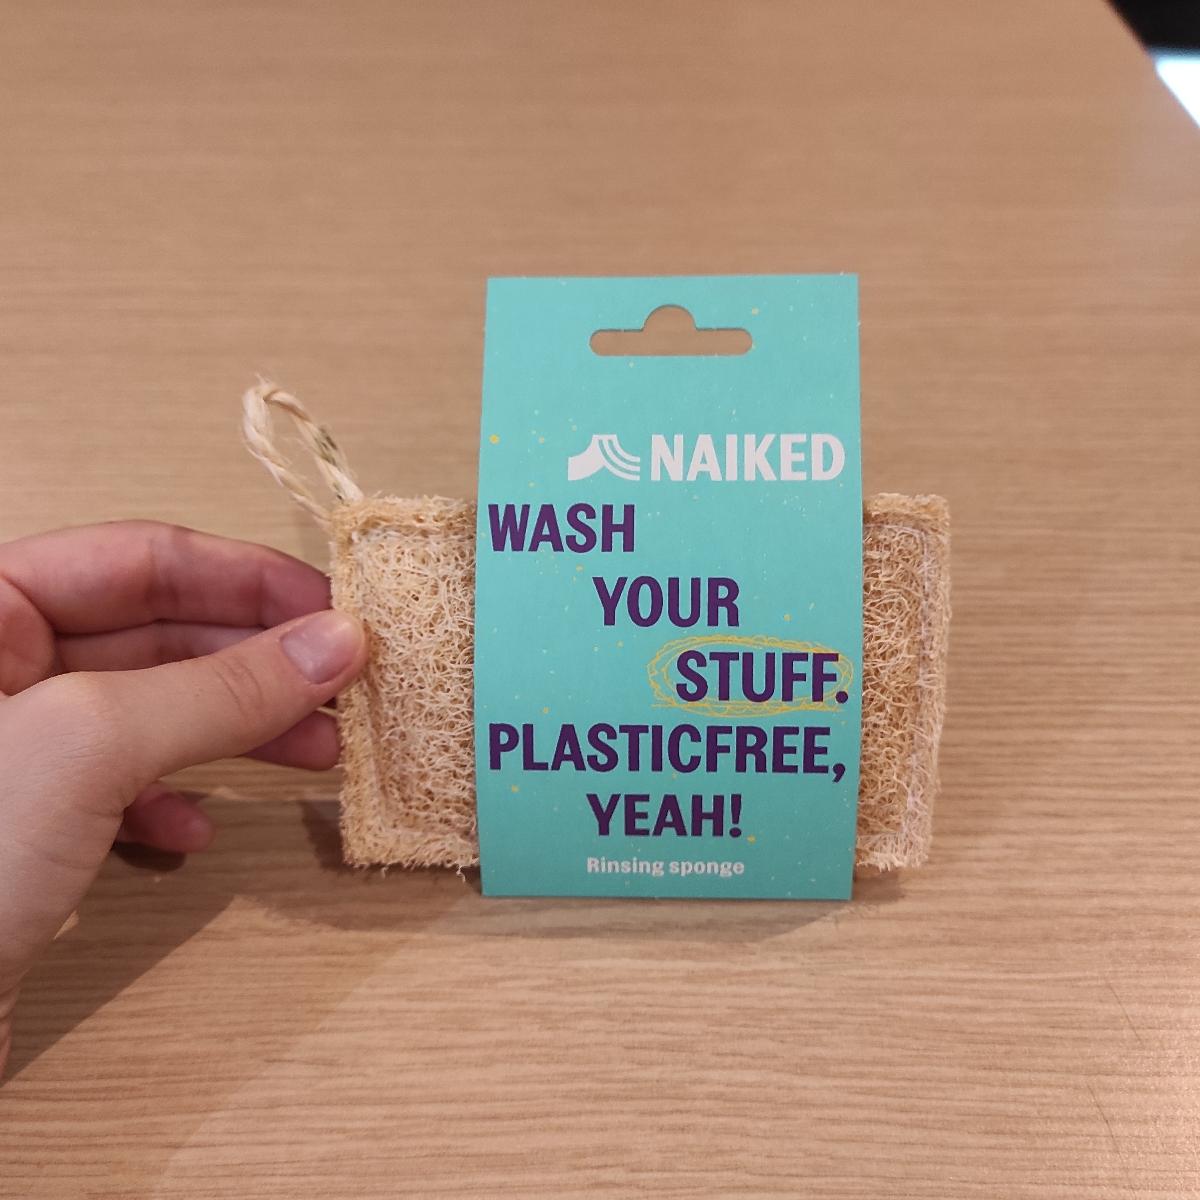 NAIKED
WASH
YOUR
STUFF.
PLASTICFREE,
YEAH!
Rinsing sponge